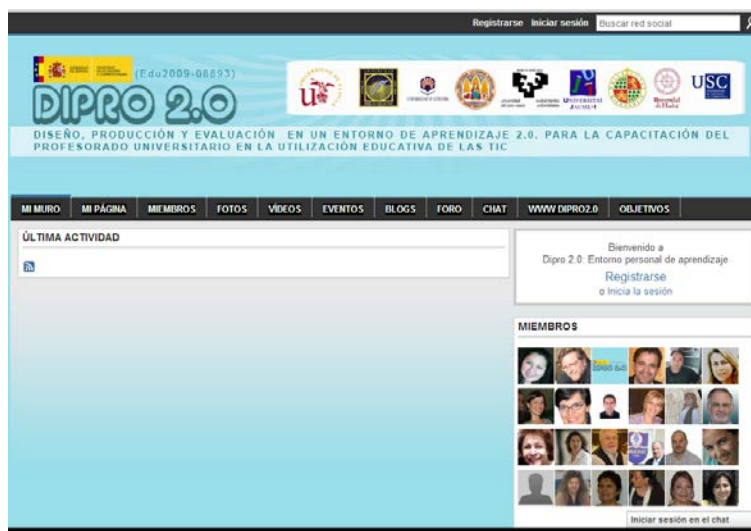 Registrarse Iniciar sesión Buscar red social
(Edu2009-08893)
DIPRO 2.0
USC
DISEÑO, PRODUCCIÓN Y EVALUACIÓN EN UN ENTORNO DE APRENDIZAJE 2.0. PARA LA CAPACITACIÓN DEL
PROFESORADO UNIVERSITARIO EN LA UTILIZACIÓN EDUCATIVA DE LAS TIC
MI MURO MI PÁGINA MIEMBROS FOTOS VÍDEOS EVENTOS BLOGS FORO CHAT WWW DIPRO2.0 OBJETIVOS
ÚLTIMA ACTIVIDAD
Bienvenido a
Dipro 2.0: Entorno personal de aprendizaje
Registrarse
o Inicia la sesión
MIEMBROS
Iniciar sesión en el chat